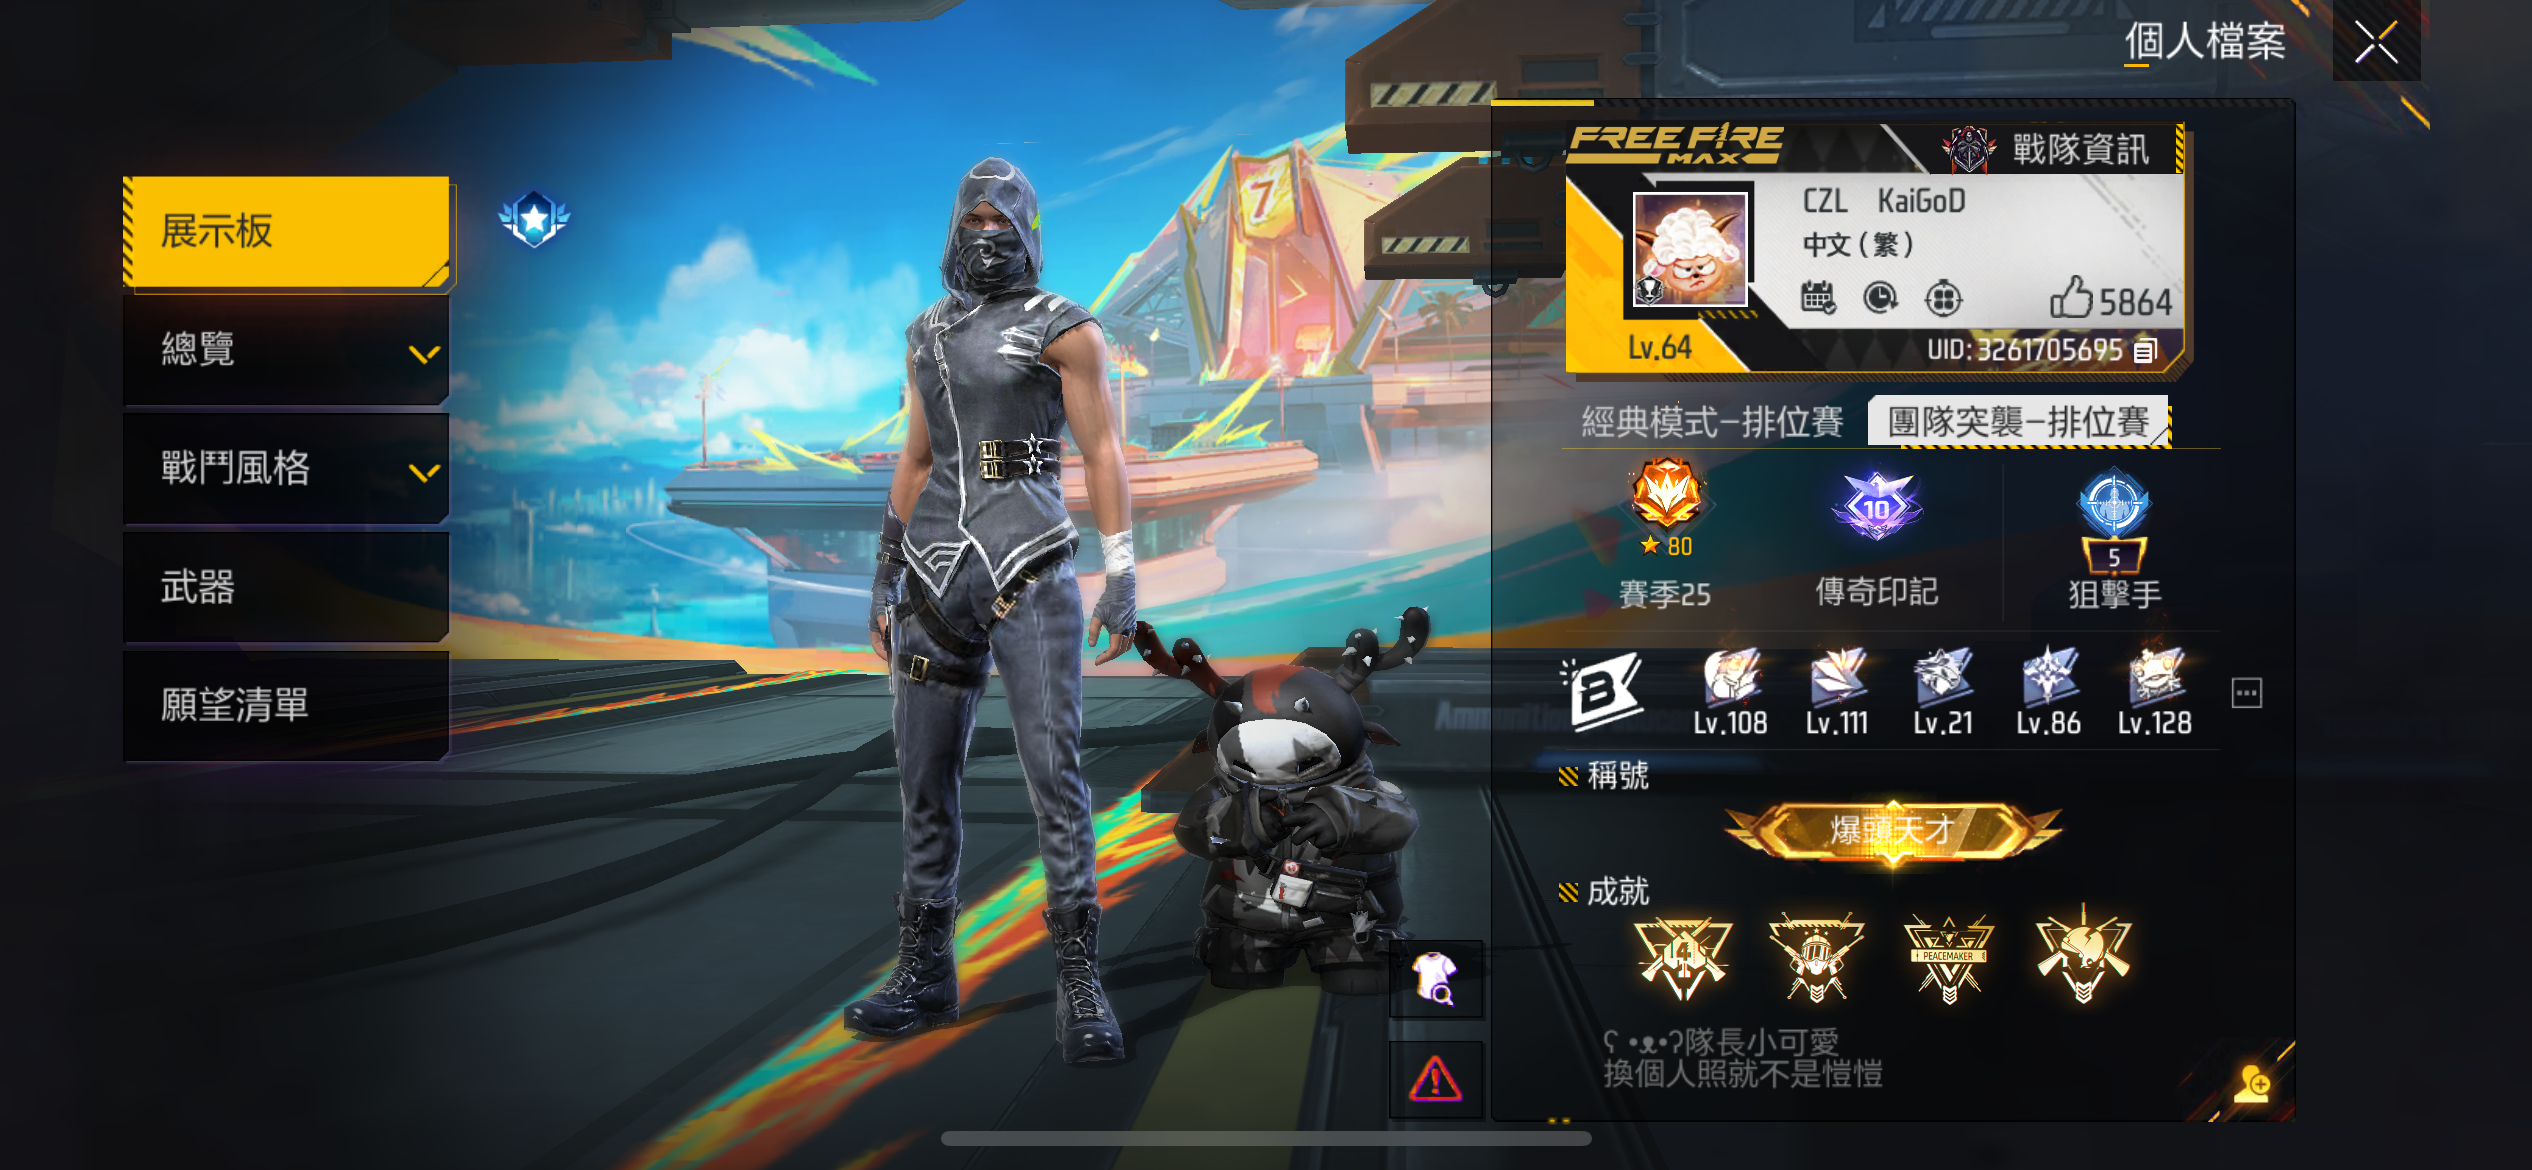 個人檔案
展示板
總覽
戰鬥風格
武器
願望清單
7
FREE FIRE
MAX
戰隊資訊
CZL KaiGoD
中文(繁)
5864
Lv.64
UID:3261705695
經典模式–排位賽
團隊突襲–排位賽
80
10
5
賽季25
傳奇印記
狙擊手
B
Lv.108
Lv.111
Lv.21
Lv.86
Lv.128
Ammunition
稱號
爆頭天才
成就
4
PEACEMAKER
ʕ •ᴥ•ʔ隊長小可愛
換個人照就不是愷愷